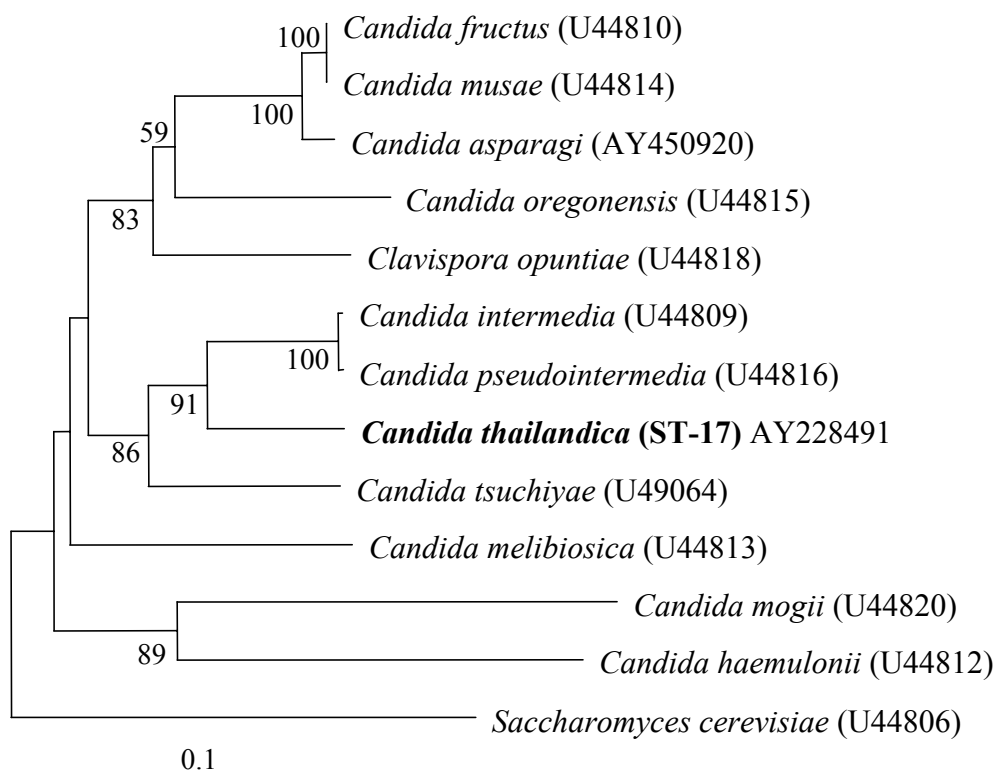 Candida fructus (U44810)
100
Candida musae (U44814)
100
59
Candida asparagi (AY450920)
Candida oregonensis (U44815)
83
Clavispora opuntiae (U44818)
Candida intermedia (U44809)
100
Candida pseudointermedia (U44816)
91
Candida thailandica (ST-17) AY228491
86
Candida tsuchiyae (U49064)
Candida melibiosica (U44813)
Candida mogii (U44820)
89
Candida haemulonii (U44812)
Saccharomyces cerevisiae (U44806)
0.1